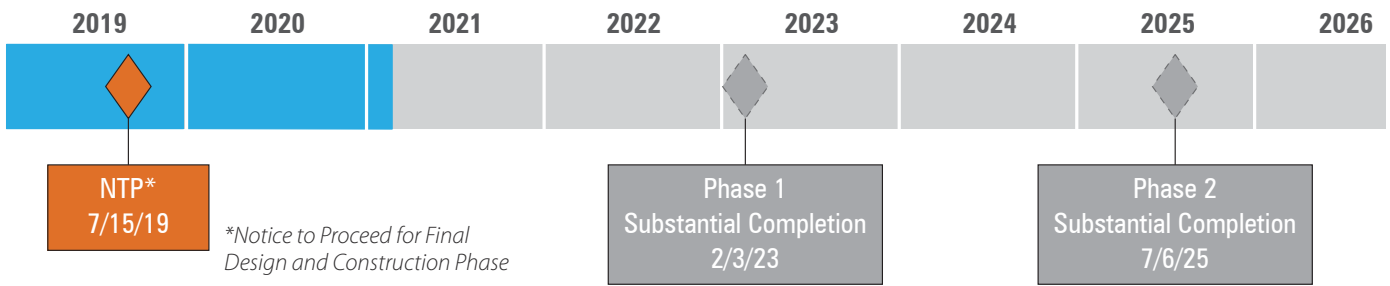 2019 2020 2021 2022 2023 2024 2025 2026
NTP*
7/15/19
*Notice to Proceed for Final
Design and Construction Phase
Phase 1
Substantial Completion
2/3/23
Phase 2
Substantial Completion
7/6/25